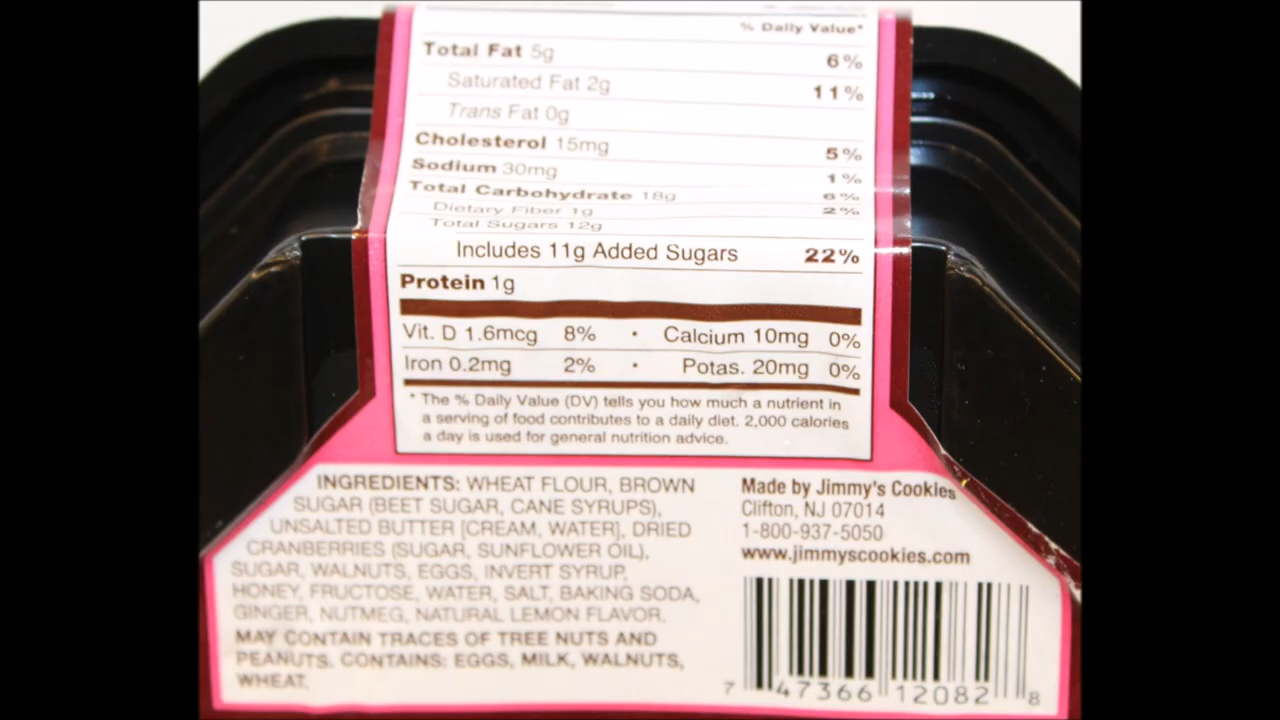 % Daily Value*
Total Fat 5g 6%
Saturated Fat 2g 11%
Trans Fat 0g
Cholesterol 15mg 5%
Sodium 30mg 1%
Total Carbohydrate 18g 6%
Dietary Fiber 1g 2%
Total Sugars 12g
Includes 11g Added Sugars 22%
Protein 1g
Vit. D 1.6mcg 8% • Calcium 10mg 0%
Iron 0.2mg 2% • Potas. 20mg 0%
* The % Daily Value (DV) tells you how much a nutrient in
a serving of food contributes to a daily diet. 2,000 calories
a day is used for general nutrition advice.
INGREDIENTS: WHEAT FLOUR, BROWN
SUGAR (BEET SUGAR, CANE SYRUPS),
UNSALTED BUTTER [CREAM, WATER], DRIED
CRANBERRIES (SUGAR, SUNFLOWER OIL),
SUGAR, WALNUTS, EGGS, INVERT SYRUP,
HONEY, FRUCTOSE, WATER, SALT, BAKING SODA,
GINGER, NUTMEG, NATURAL LEMON FLAVOR.
MAY CONTAIN TRACES OF TREE NUTS AND
PEANUTS. CONTAINS: EGGS, MILK, WALNUTS,
WHEAT.
Made by Jimmy's Cookies
Clifton, NJ 07014
1-800-937-5050
www.jimmyscookies.com
7 47366 12082 8